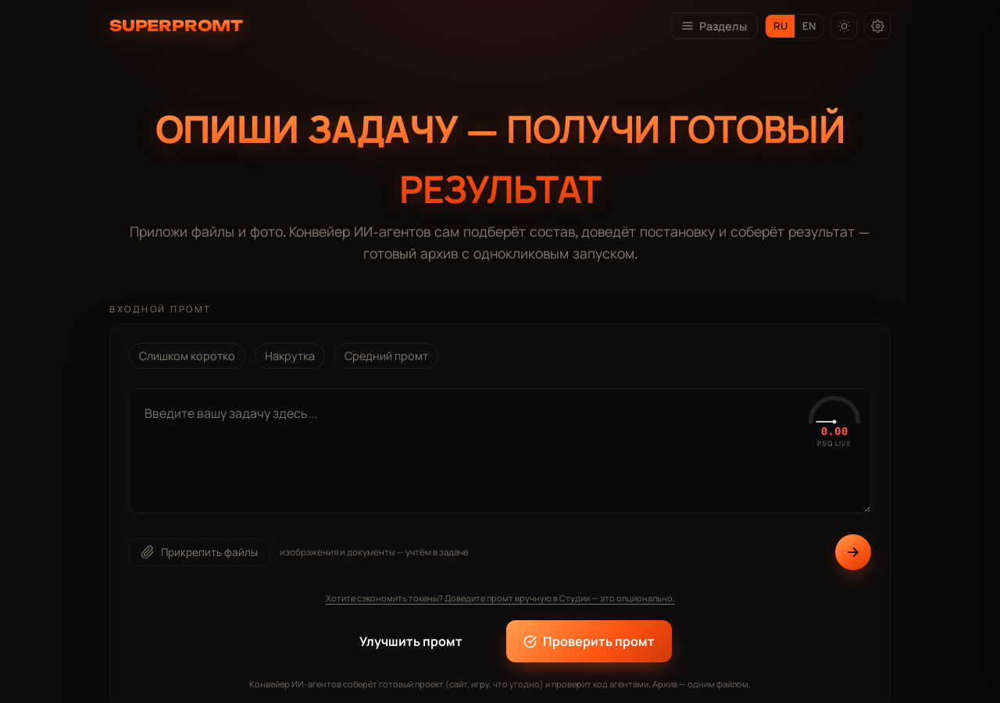 SUPERPROMT
Разделы
RU EN
ОПИШИ ЗАДАЧУ — ПОЛУЧИ ГОТОВЫЙ
РЕЗУЛЬТАТ
Приложи файлы и фото. Конвейер ИИ-агентов сам подберёт состав, доведёт постановку и соберёт результат —
готовый архив с однокликовым запуском.
ВХОДНОЙ ПРОМТ
Слишком коротко
Накрутка
Средний промт
Введите вашу задачу здесь...
0.00
PSQ LIVE
Прикрепить файлы
изображения и документы — учтём в задаче
Хотите сэкономить токены? Доведите промт вручную в Студии — это опционально.
Улучшить промт
Проверить промт
Конвейер ИИ-агентов соберёт готовый проект (сайт, игру, что угодно) и проверит код агентами. Архив — одним файлом.